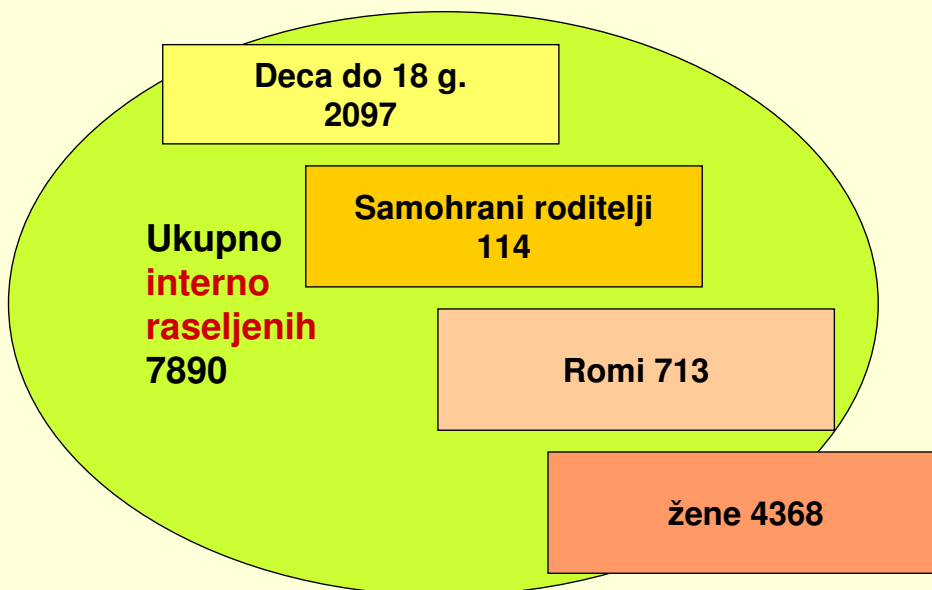 Deca do 18 g.
2097
Samohrani roditelji
114
Ukupno
interno
raseljenih
7890
Romi 713
žene 4368